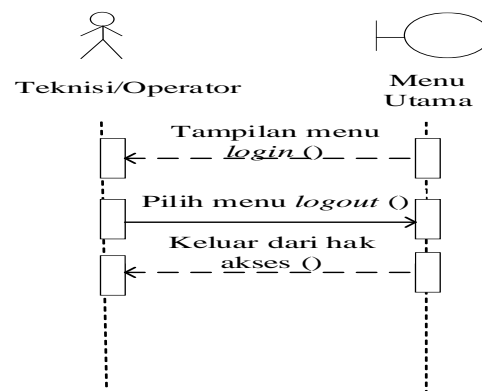 Teknisi/Operator
Menu
Utama
Tampilan menu
login ()
Pilih menu logout ()
Keluar dari hak
akses ()